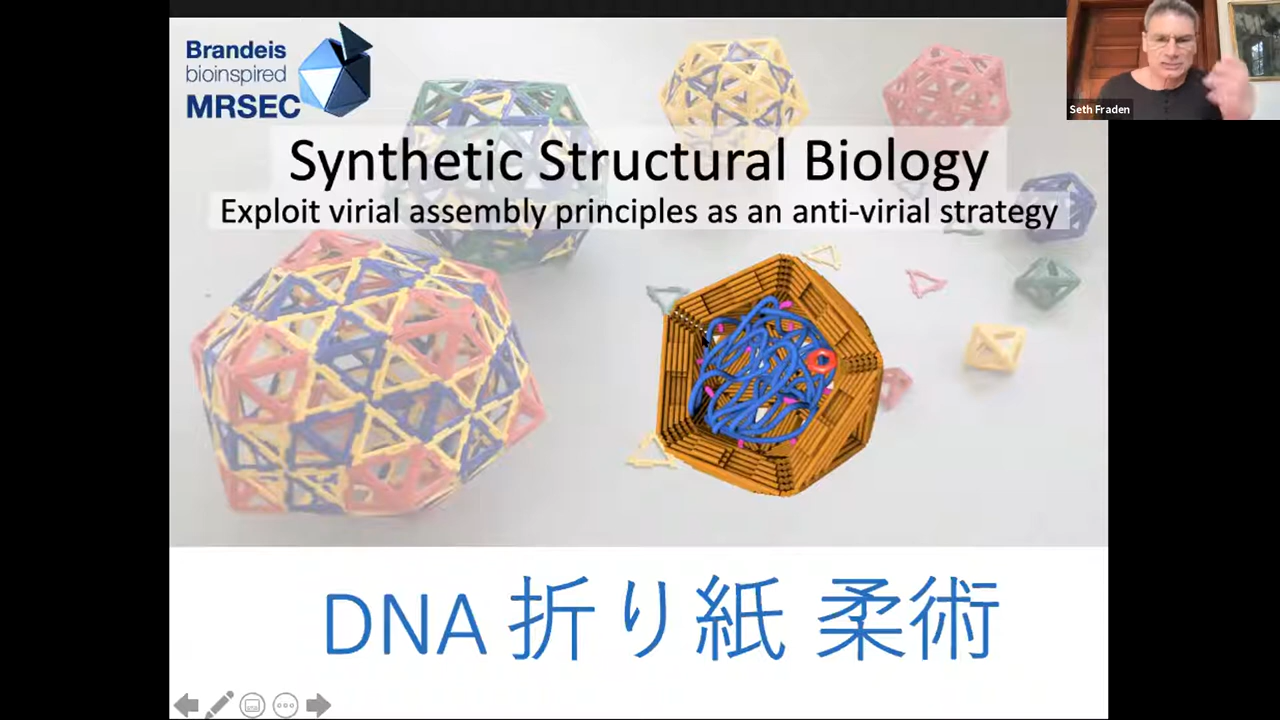 Brandeis
bioinspired
MRSEC
Seth Fraden
Synthetic Structural Biology
Exploit virial assembly principles as an anti-virial strategy
DNA 折り紙 柔術